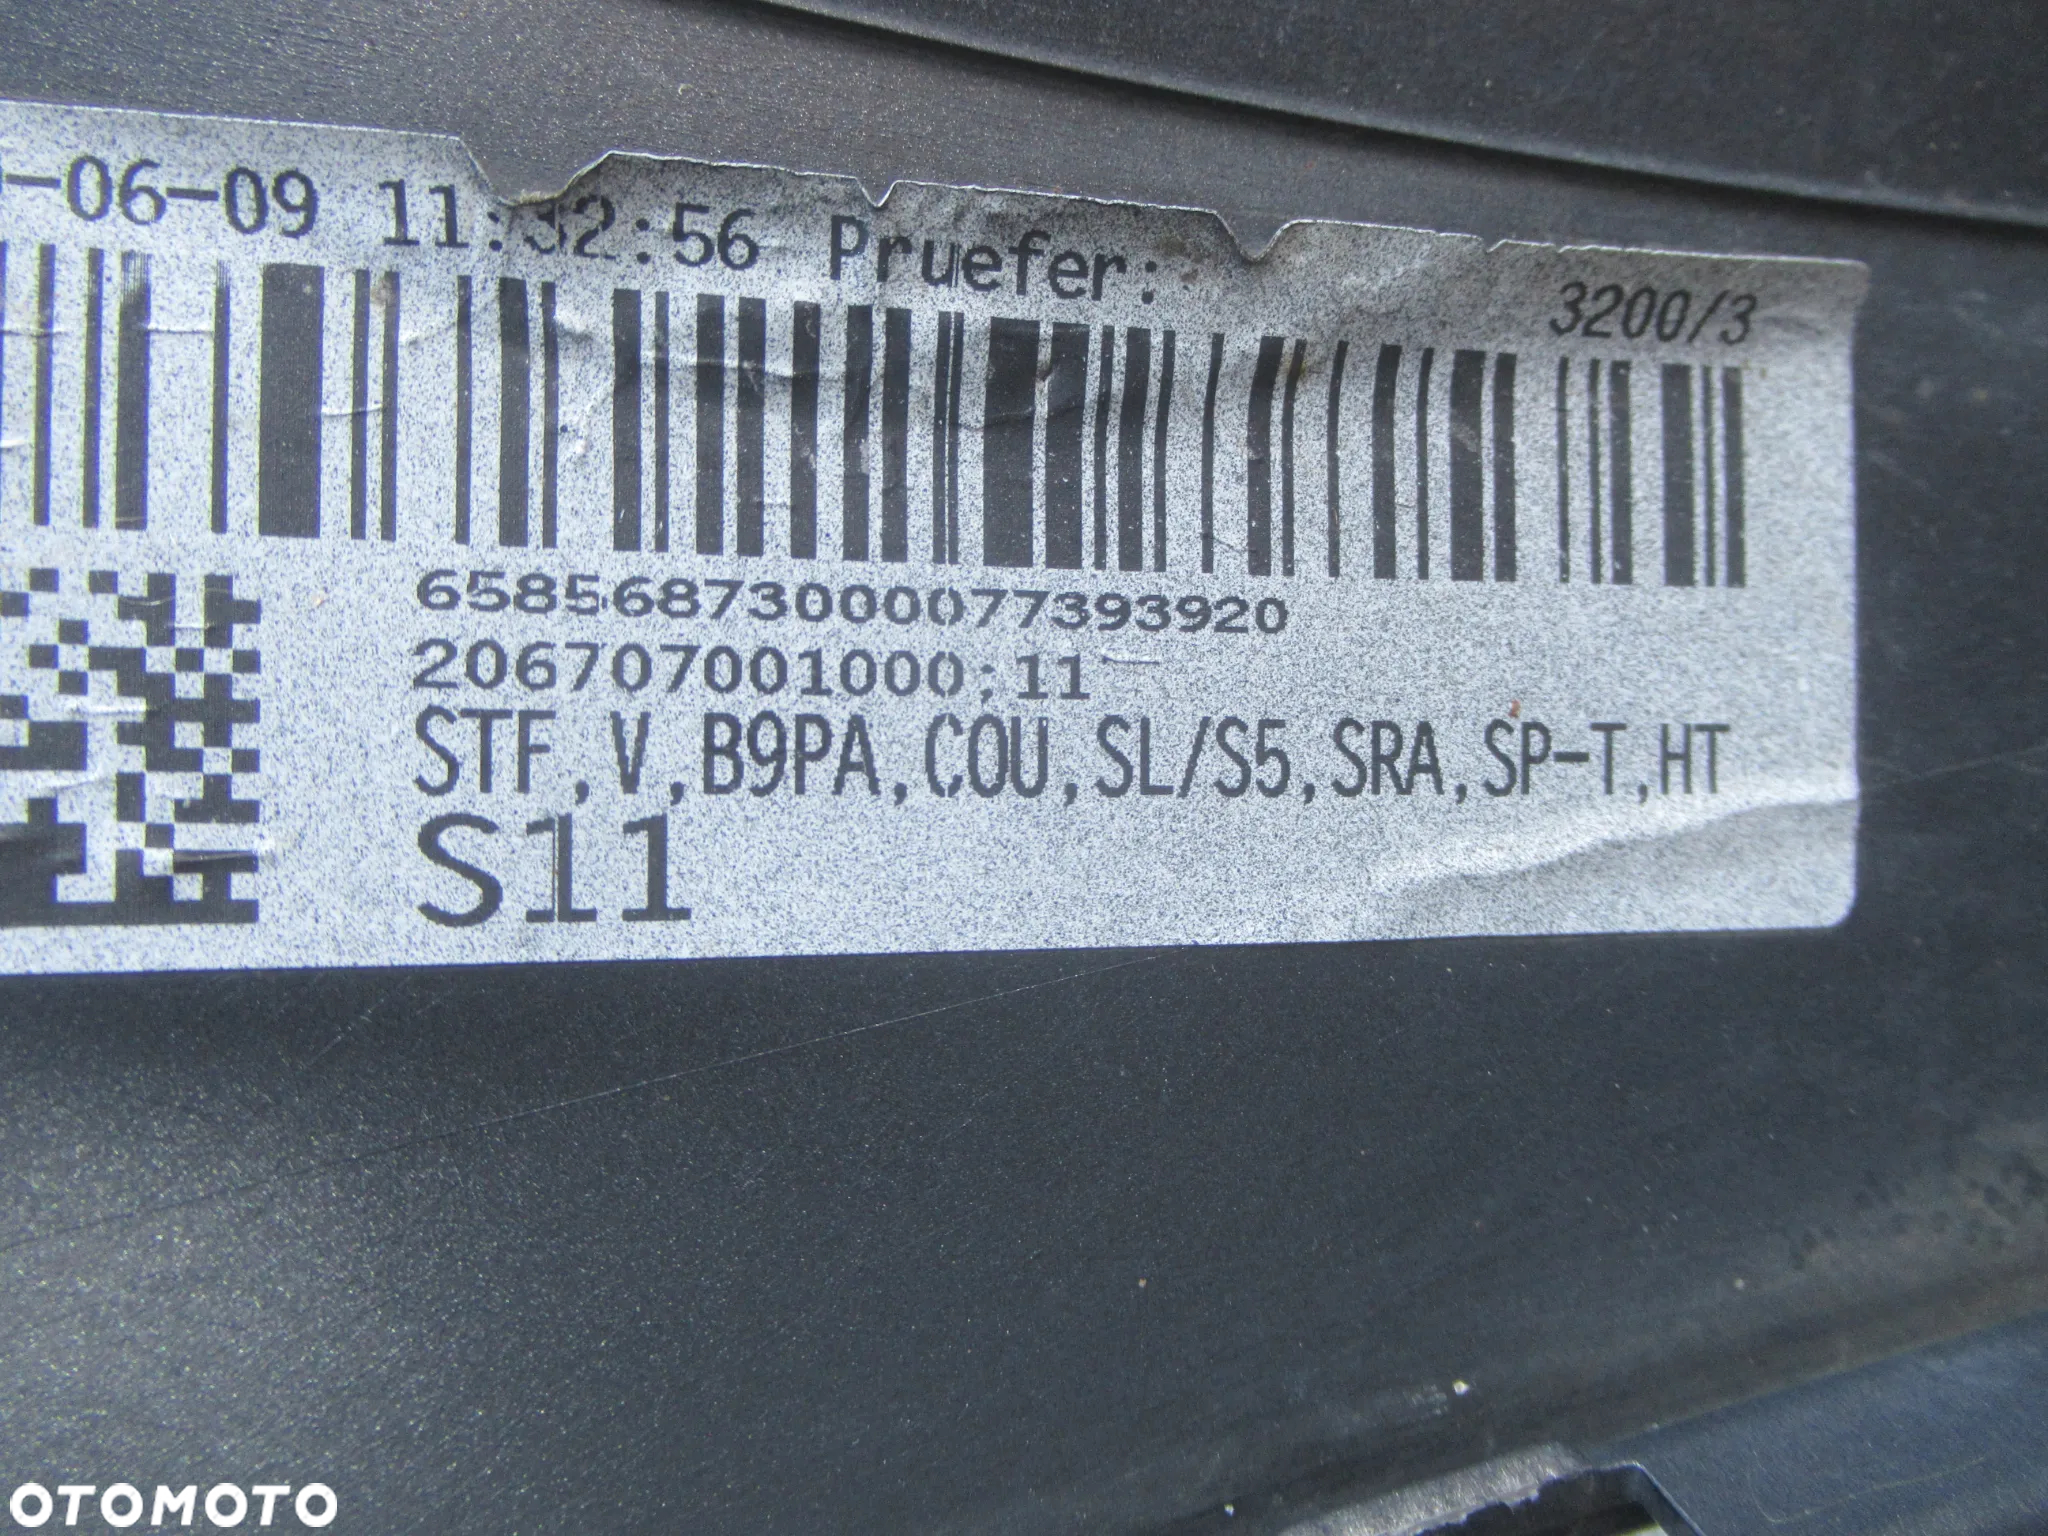 -06-09 11:32:56 Pruefer:
3200/3
65856873000077393920
206707001000;11
STF,V,B9PA,COU,SL/S5,SRA,SP-T,HT
S11
OTOMOTO